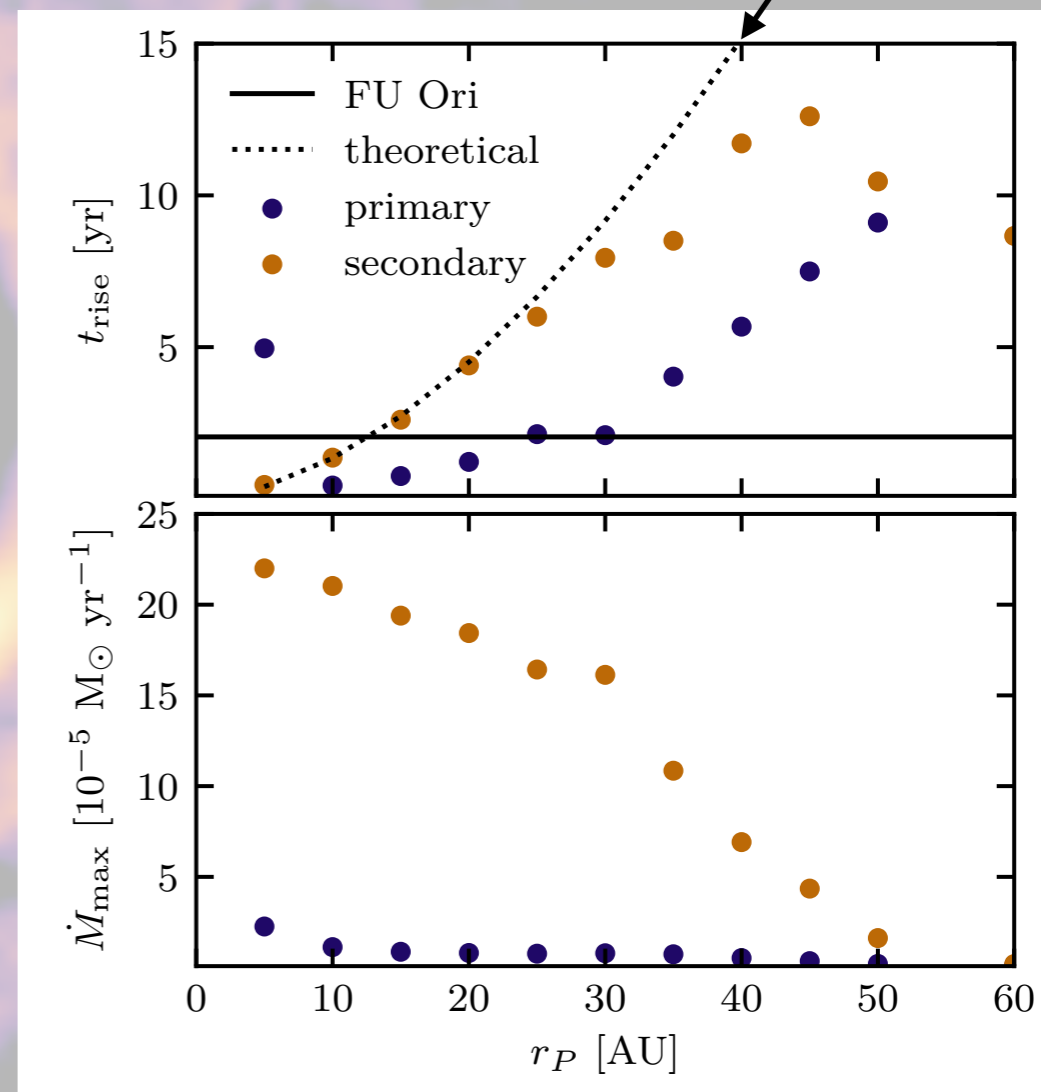 15
10
5
t_rise [yr]
FU Ori
theoretical
primary
secondary
25
20
15
10
5
Ṁ_max [10⁻⁵ M_⊙ yr⁻¹]
0 10 20 30 40 50 60
r_P [AU]